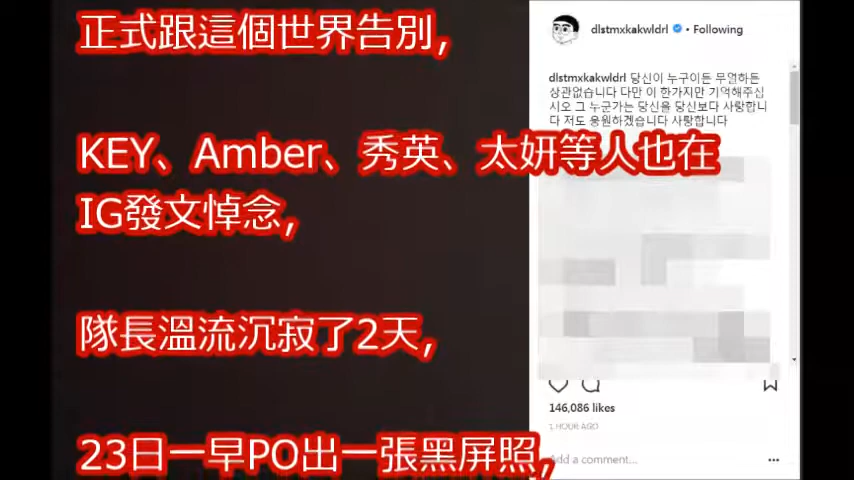 正式跟這個世界告別,
KEY、Amber、秀英、太妍等人也在
IG發文悼念,
隊長溫流沉寂了2天,
23日一早PO出一張黑屏照,
dlstmxkakwldrl • Following
dlstmxkakwldrl 당신이 누구이든 무얼하든
상관없습니다 다만 이 한가지만 기억해주십
시오 그 누군가는 당신을 당신보다 사랑합니
다 저도 응원하겠습니다 사랑합니다
146,086 likes
1 HOUR AGO
Add a comment...